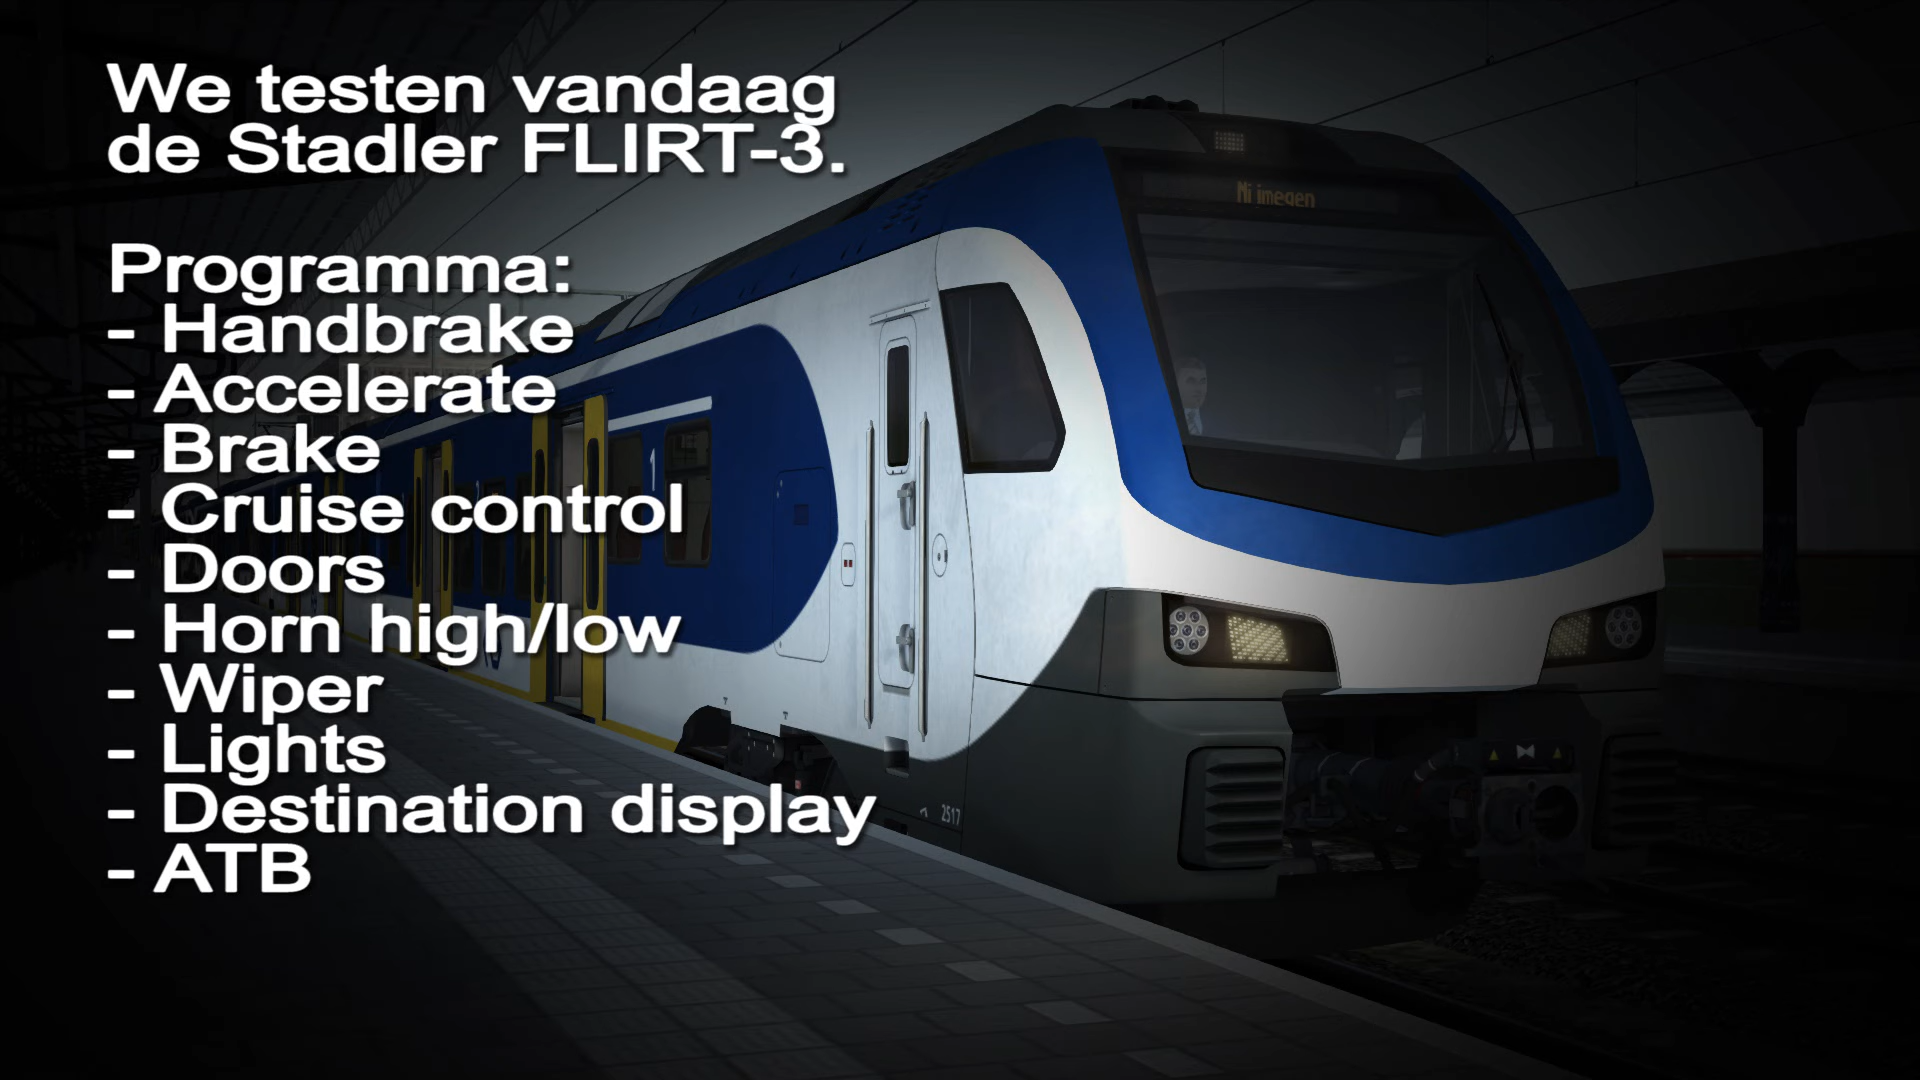 We testen vandaag
de Stadler FLIRT-3.
Programma:
- Handbrake
- Accelerate
- Brake
- Cruise control
- Doors
- Horn high/low
- Wiper
- Lights
- Destination display
- ATB
Nijmegen
1
2517